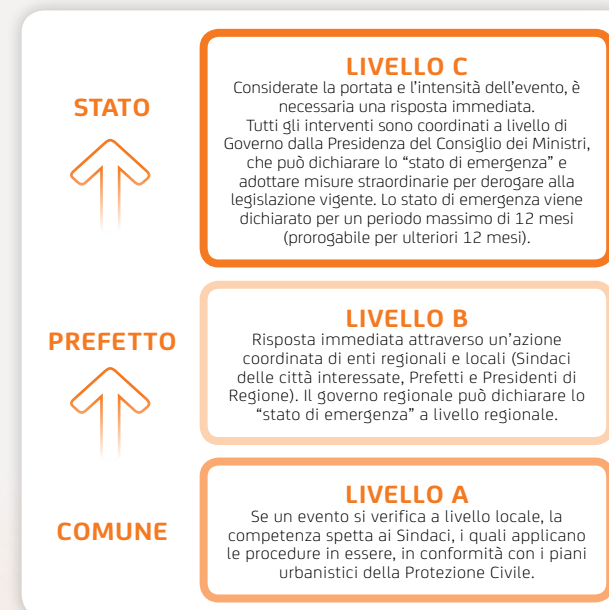 STATO
LIVELLO C
Considerate la portata e l'intensità dell'evento, è
necessaria una risposta immediata.
Tutti gli interventi sono coordinati a livello di
Governo dalla Presidenza del Consiglio dei Ministri,
che può dichiarare lo "stato di emergenza" e
adottare misure straordinarie per derogare alla
legislazione vigente. Lo stato di emergenza viene
dichiarato per un periodo massimo di 12 mesi
(prorogabile per ulteriori 12 mesi).
PREFETTO
LIVELLO B
Risposta immediata attraverso un'azione
coordinata di enti regionali e locali (Sindaci
delle città interessate, Prefetti e Presidenti di
Regione). Il governo regionale può dichiarare lo
"stato di emergenza" a livello regionale.
COMUNE
LIVELLO A
Se un evento si verifica a livello locale, la
competenza spetta ai Sindaci, i quali applicano
le procedure in essere, in conformità con i piani
urbanistici della Protezione Civile.